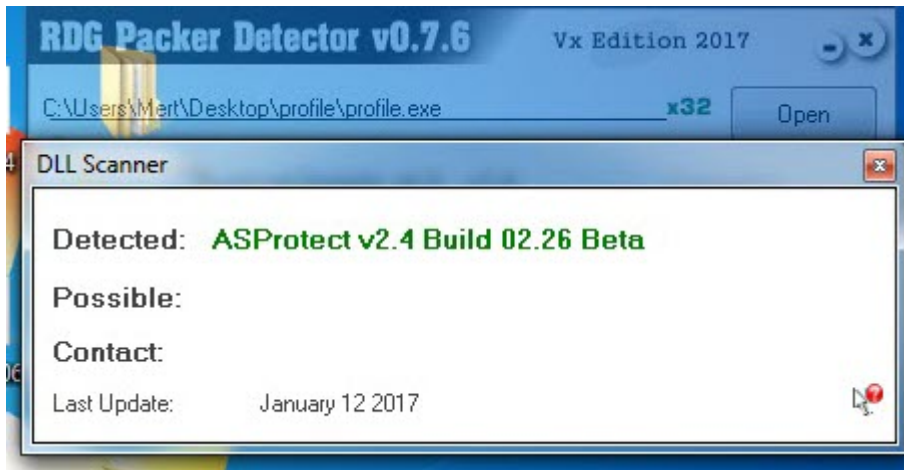 RDG Packer Detector v0.7.6 Vx Edition 2017
C:\Users\Mert\Desktop\profile\profile.exe x32 Open
DLL Scanner
Detected: ASProtect v2.4 Build 02.26 Beta
Possible:
Contact:
Last Update: January 12 2017